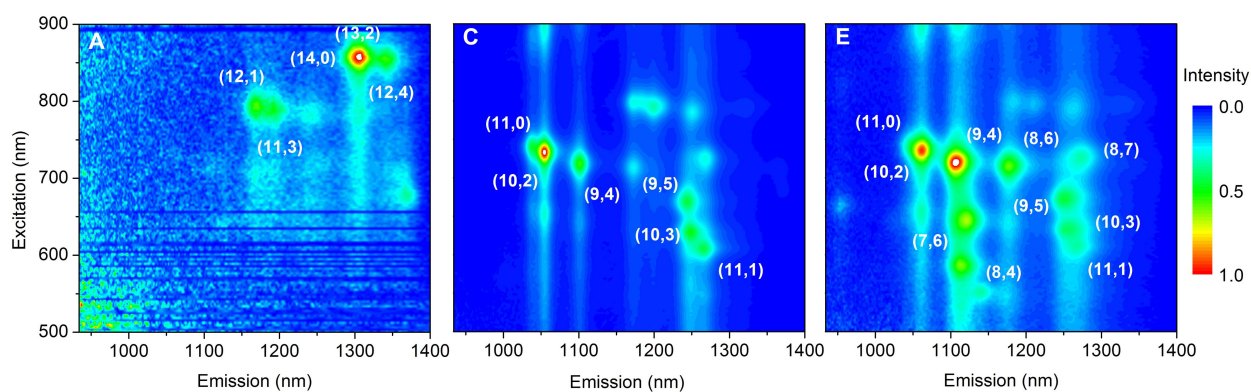 A
C
E
(13,2)
(14,0)
(12,4)
(12,1)
(11,3)
(11,0)
(10,2)
(9,4)
(9,5)
(10,3)
(11,1)
(11,0)
(10,2)
(9,4)
(8,6)
(8,7)
(9,5)
(10,3)
(7,6)
(8,4)
(11,1)
Excitation (nm)
900
800
700
600
500
1000 1100 1200 1300 1400
1000 1100 1200 1300 1400
1000 1100 1200 1300 1400
Emission (nm)
Emission (nm)
Emission (nm)
Intensity
0.0
0.5
1.0